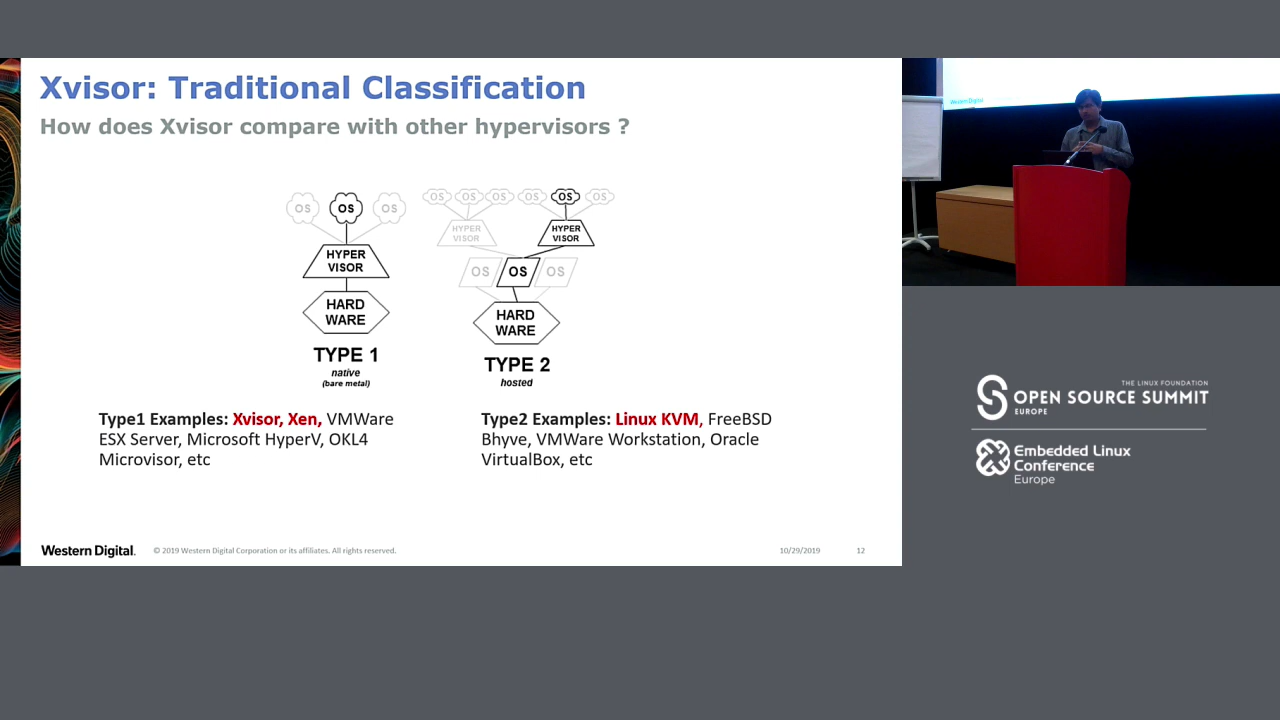 Xvisor: Traditional Classification
How does Xvisor compare with other hypervisors ?
OS OS OS
HYPER
VISOR
HARD
WARE
TYPE 1
native
(bare metal)
OS OS OS OS OS OS
HYPER
VISOR
HYPER
VISOR
OS OS OS
HARD
WARE
TYPE 2
hosted
Type1 Examples: Xvisor, Xen, VMWare
ESX Server, Microsoft HyperV, OKL4
Microvisor, etc
Type2 Examples: Linux KVM, FreeBSD
Bhyve, VMWare Workstation, Oracle
VirtualBox, etc
Western Digital.
© 2019 Western Digital Corporation or its affiliates. All rights reserved.
10/29/2019
12
Western Digital
THE LINUX FOUNDATION
OPEN SOURCE SUMMIT
EUROPE
Embedded Linux
Conference
Europe